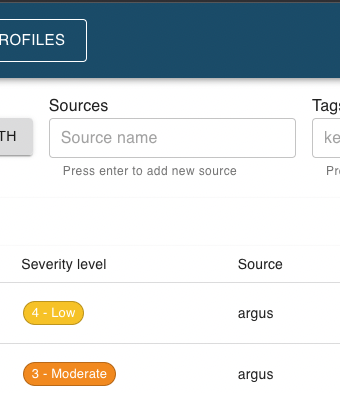 ROFILES
Sources
Tags
TH
Source name
ke
Press enter to add new source
Pre
Severity level
Source
4 - Low
argus
3 - Moderate
argus